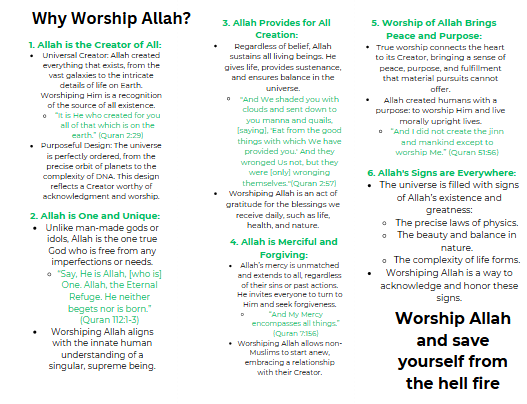 Why Worship Allah?
1. Allah is the Creator of All:
Universal Creator: Allah created
everything that exists, from the
vast galaxies to the intricate
details of life on Earth.
Worshiping Him is a recognition
of the source of all existence.
"It is He who created for you
all of that which is on the
earth." (Quran 2:29)
Purposeful Design: The universe
is perfectly ordered, from the
precise orbit of planets to the
complexity of DNA. This design
reflects a Creator worthy of
acknowledgment and worship.
2. Allah is One and Unique:
Unlike man-made gods or
idols, Allah is the one true
God who is free from any
imperfections or needs.
"Say, He is Allah, [who is]
One. Allah, the Eternal
Refuge. He neither
begets nor is born."
(Quran 112:1-3)
Worshiping Allah aligns
with the innate human
understanding of a
singular, supreme being.
3. Allah Provides for All
Creation:
Regardless of belief, Allah
sustains all living beings. He
gives life, provides sustenance,
and ensures balance in the
universe.
"And We shaded you with
clouds and sent down to
you manna and quails,
[saying], 'Eat from the good
things with which We have
provided you.' And they
wronged Us not, but they
were [only] wronging
themselves."(Quran 2:57)
Worshiping Allah is an act of
gratitude for the blessings we
receive daily, such as life,
health, and nature.
4. Allah is Merciful and
Forgiving:
Allah's mercy is unmatched
and extends to all, regardless
of their sins or past actions.
He invites everyone to turn to
Him and seek forgiveness.
"And My Mercy
encompasses all things."
(Quran 7:156)
Worshiping Allah allows non-
Muslims to start anew,
embracing a relationship
with their Creator,
5. Worship of Allah Brings
Peace and Purpose:
True worship connects the heart
to its Creator, bringing a sense of
peace, purpose, and fulfillment
that material pursuits cannot
offer.
Allah created humans with a
purpose: to worship Him and live
morally upright lives.
"And I did not create the jinn
and mankind except to
worship Me." (Quran 51:56)
6. Allah's Signs are Everywhere:
The universe is filled with signs
of Allah's existence and
greatness:
The precise laws of physics.
The beauty and balance in
nature.
The complexity of life forms.
Worshiping Allah is a way to
acknowledge and honor these
signs.
Worship Allah
and save
yourself from
the hell fire